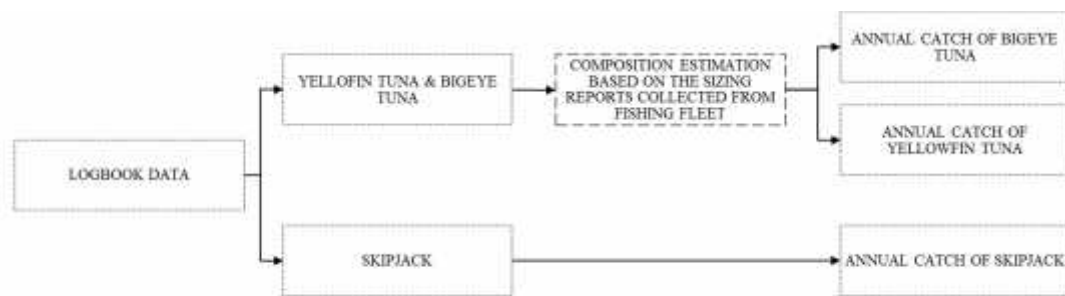 LOGBOOK DATA
YELLOFIN TUNA & BIGEYE
TUNA
COMPOSITION ESTIMATION
BASED ON THE SIZING
REPORTS COLLECTED FROM
FISHING FLEET
ANNUAL CATCH OF BIGEYE
TUNA
ANNUAL CATCH OF
YELLOWFIN TUNA
SKIPJACK
ANNUAL CATCH OF SKIPJACK